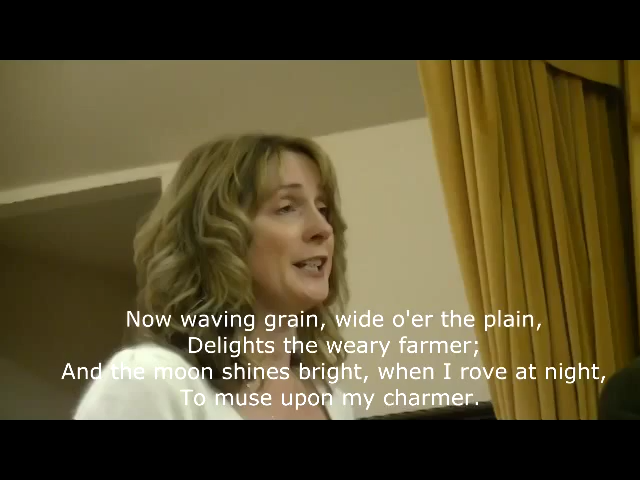 Now waving grain, wide o'er the plain,
Delights the weary farmer;
And the moon shines bright, when I rove at night,
To muse upon my charmer.